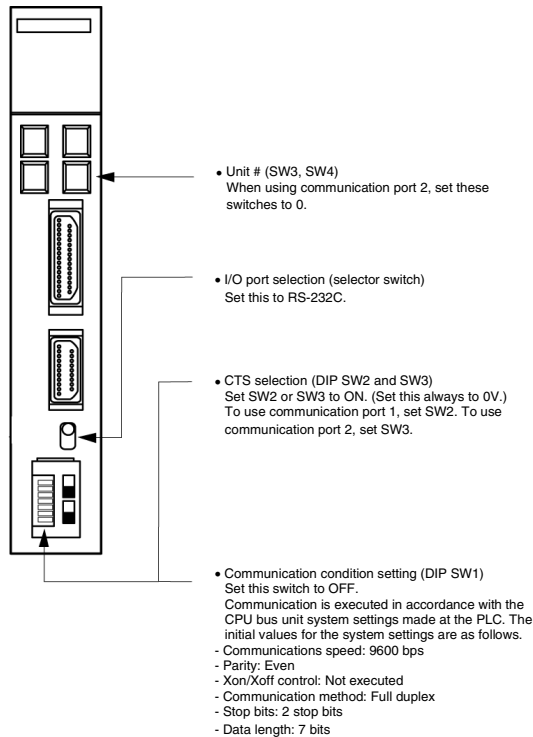 • Unit # (SW3, SW4)
When using communication port 2, set these
switches to 0.
• I/O port selection (selector switch)
Set this to RS-232C.
• CTS selection (DIP SW2 and SW3)
Set SW2 or SW3 to ON. (Set this always to 0V.)
To use communication port 1, set SW2. To use
communication port 2, set SW3.
• Communication condition setting (DIP SW1)
Set this switch to OFF.
Communication is executed in accordance with the
CPU bus unit system settings made at the PLC. The
initial values for the system settings are as follows.
- Communications speed: 9600 bps
- Parity: Even
- Xon/Xoff control: Not executed
- Communication method: Full duplex
- Stop bits: 2 stop bits
- Data length: 7 bits